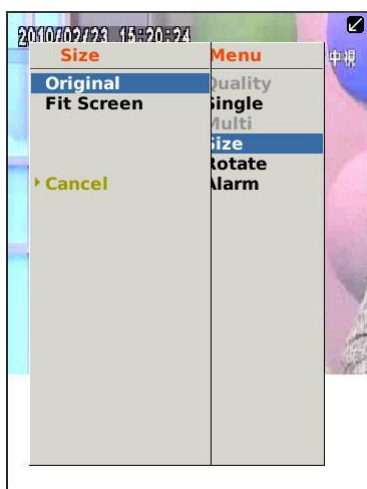 2010/02/23 15:20:24
中視
Size
Menu
Original
Fit Screen
Cancel
Quality
Single
Multi
Size
Rotate
Alarm